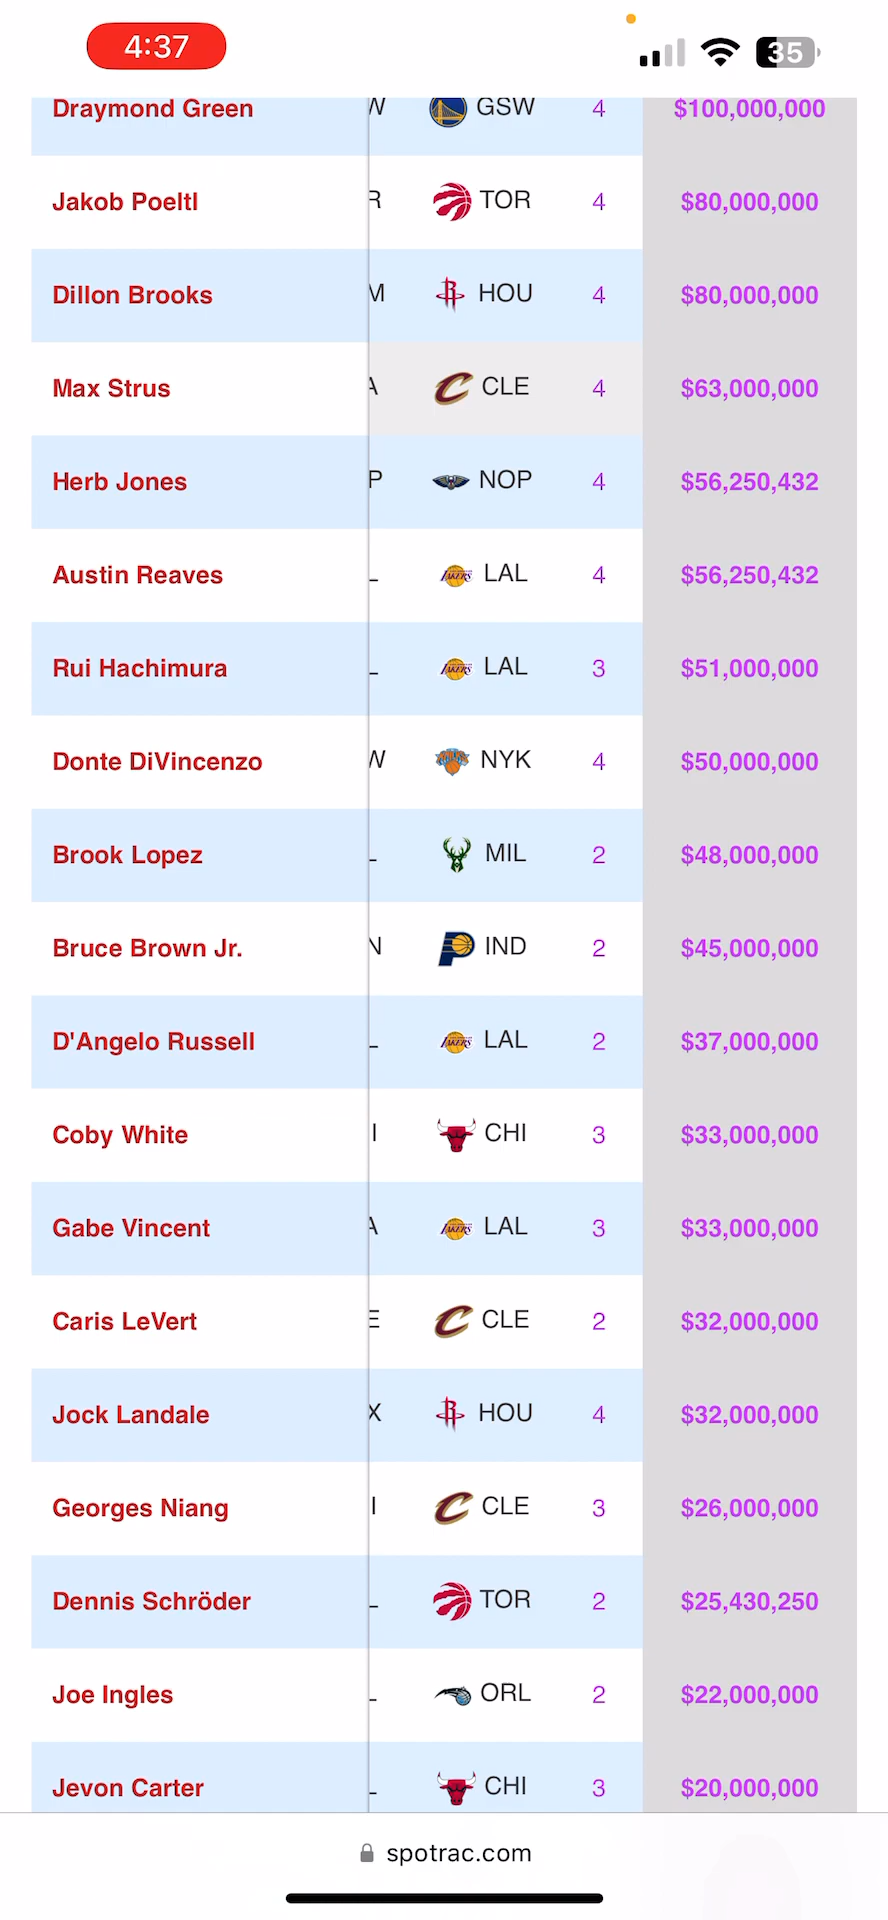 4:37
35
Draymond Green W GSW 4 $100,000,000
Jakob Poeltl R TOR 4 $80,000,000
Dillon Brooks M HOU 4 $80,000,000
Max Strus A CLE 4 $63,000,000
Herb Jones P NOP 4 $56,250,432
Austin Reaves LAL 4 $56,250,432
Rui Hachimura LAL 3 $51,000,000
Donte DiVincenzo W NYK 4 $50,000,000
Brook Lopez MIL 2 $48,000,000
Bruce Brown Jr. N IND 2 $45,000,000
D'Angelo Russell LAL 2 $37,000,000
Coby White I CHI 3 $33,000,000
Gabe Vincent A LAL 3 $33,000,000
Caris LeVert E CLE 2 $32,000,000
Jock Landale X HOU 4 $32,000,000
Georges Niang I CLE 3 $26,000,000
Dennis Schröder TOR 2 $25,430,250
Joe Ingles ORL 2 $22,000,000
Jevon Carter CHI 3 $20,000,000
spotrac.com